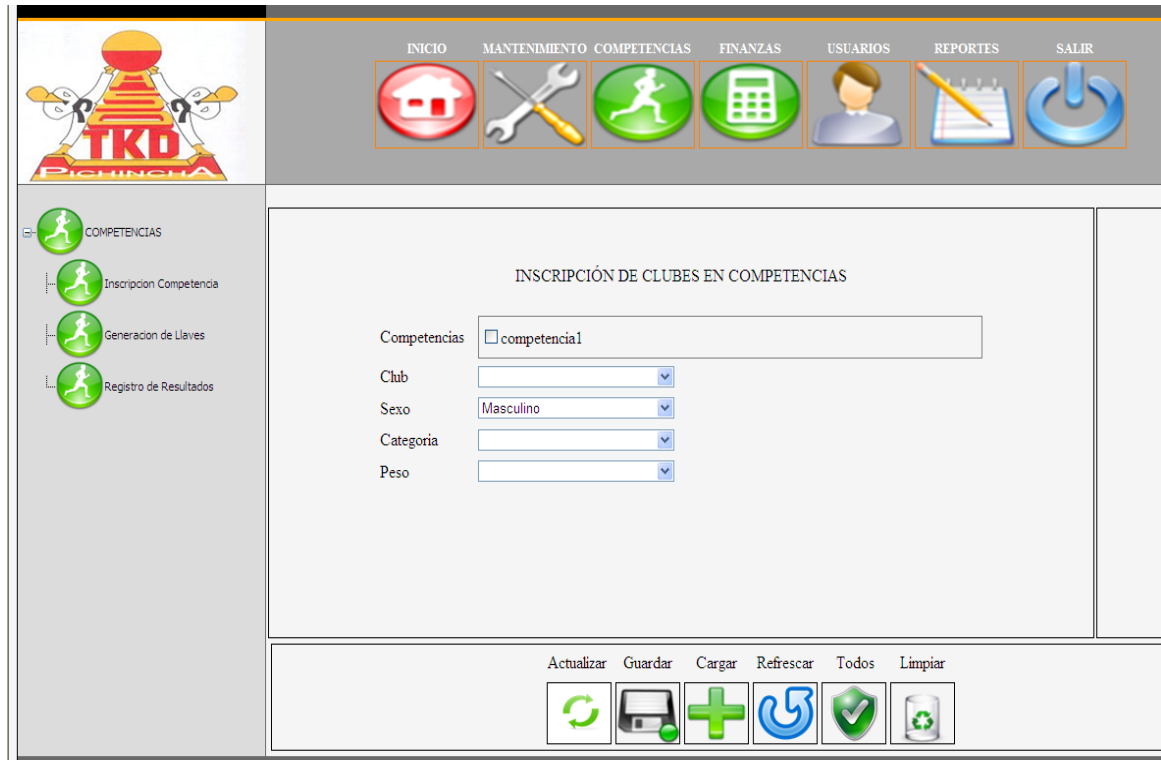 INICIO MANTENIMIENTO COMPETENCIAS FINANZAS USUARIOS REPORTES SALIR
TKD
PICHINCHA
COMPETENCIAS
Inscripcion Competencia
Generacion de Llaves
Registro de Resultados
INSCRIPCIÓN DE CLUBES EN COMPETENCIAS
Competencias competencia1
Club
Sexo Masculino
Categoria
Peso
Actualizar Guardar Cargar Refrescar Todos Limpiar